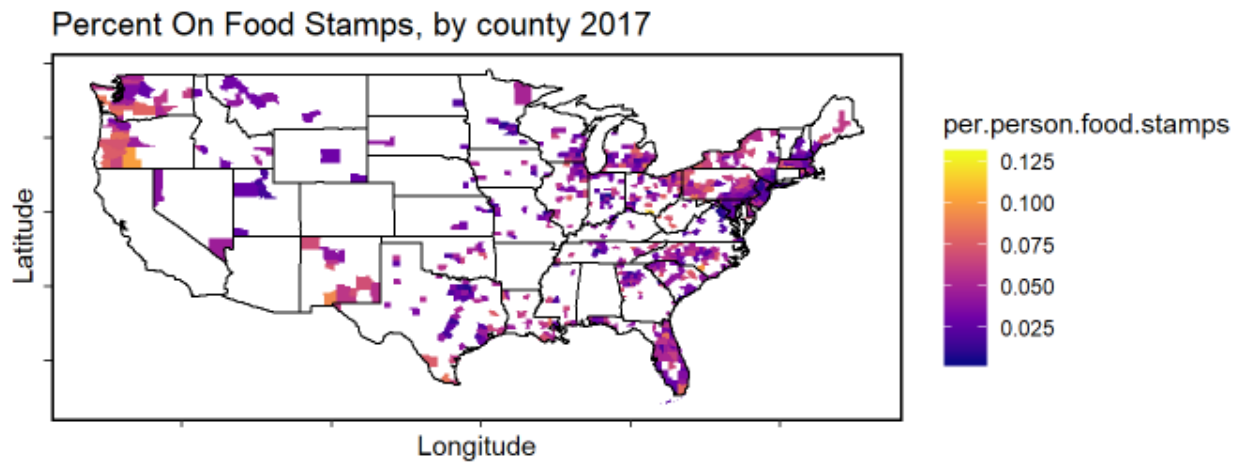 Percent On Food Stamps, by county 2017
Latitude
Longitude
per.person.food.stamps
0.125
0.100
0.075
0.050
0.025